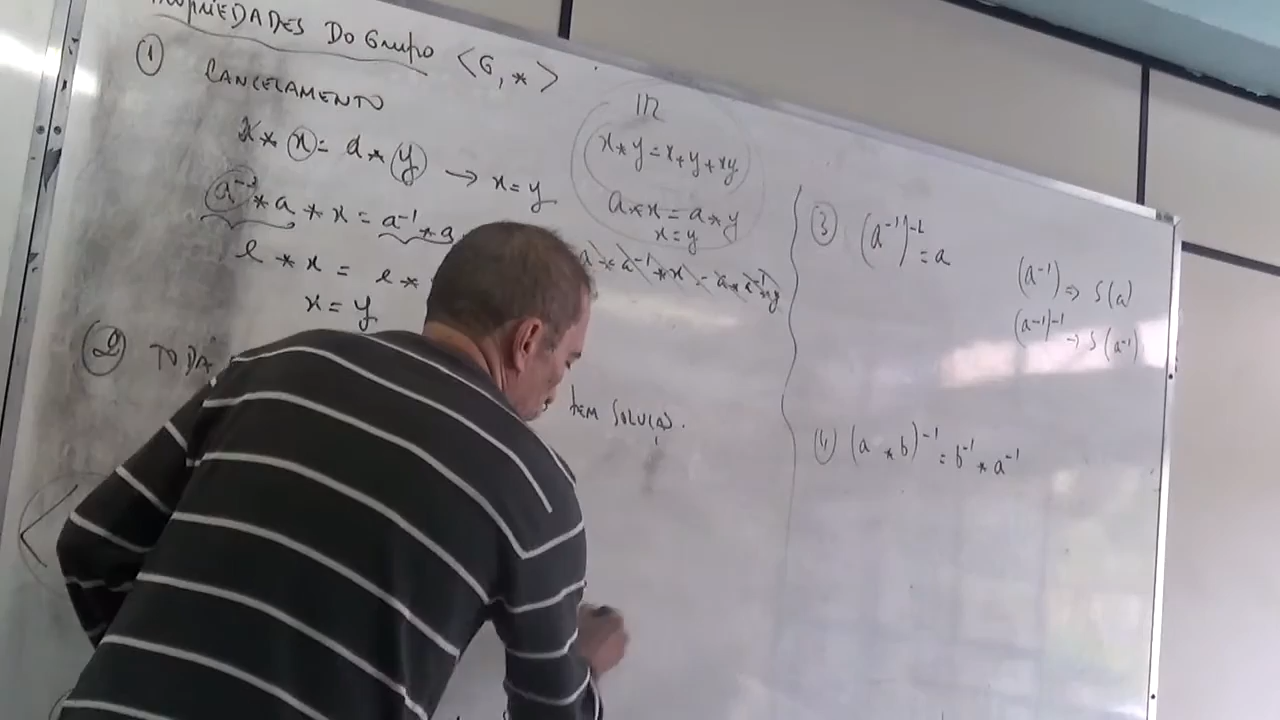 PROPRIEDADES DO GRUPO <G, *>
① CANCELAMENTO
x * x = a * y → x = y
a⁻¹ * a * x = a⁻¹ * a
e * x = e *
x = y
② TODA
TEM SOLUÇÃO.
IR
x * y = x + y + xy
a * x = a * y
x = y
a * a⁻¹ * x = a * a⁻¹ * y
③ (a⁻¹)⁻¹ = a
(a⁻¹) ⇒ S(a)
(a⁻¹)⁻¹ → S(a⁻¹)
④ (a * b)⁻¹ = b⁻¹ * a⁻¹